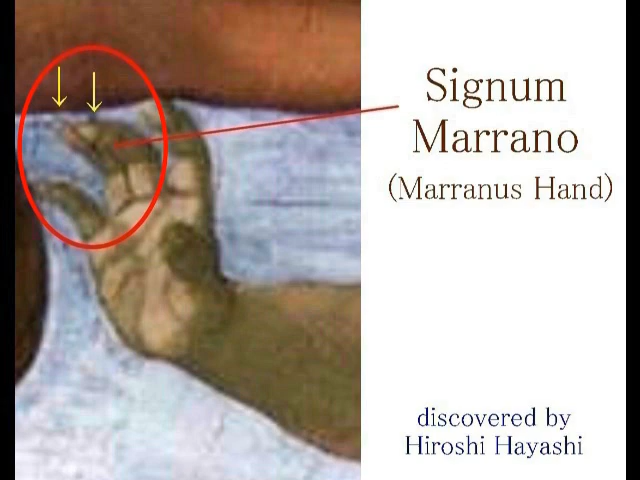 Signum
Marrano
(Marranus Hand)
discovered by
Hiroshi Hayashi